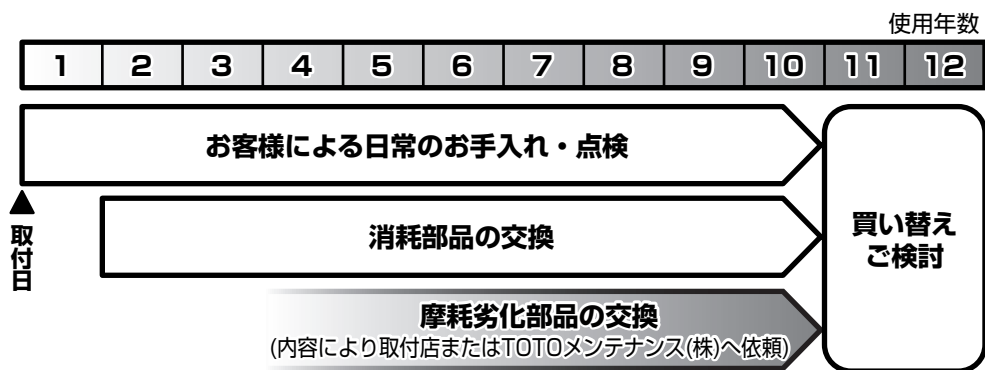 使用年数
1 2 3 4 5 6 7 8 9 10 11 12
お客様による日常のお手入れ・点検
取付日
消耗部品の交換
買い替え
ご検討
摩耗劣化部品の交換
(内容により取付店またはTOTOメンテナンス(株)へ依頼)